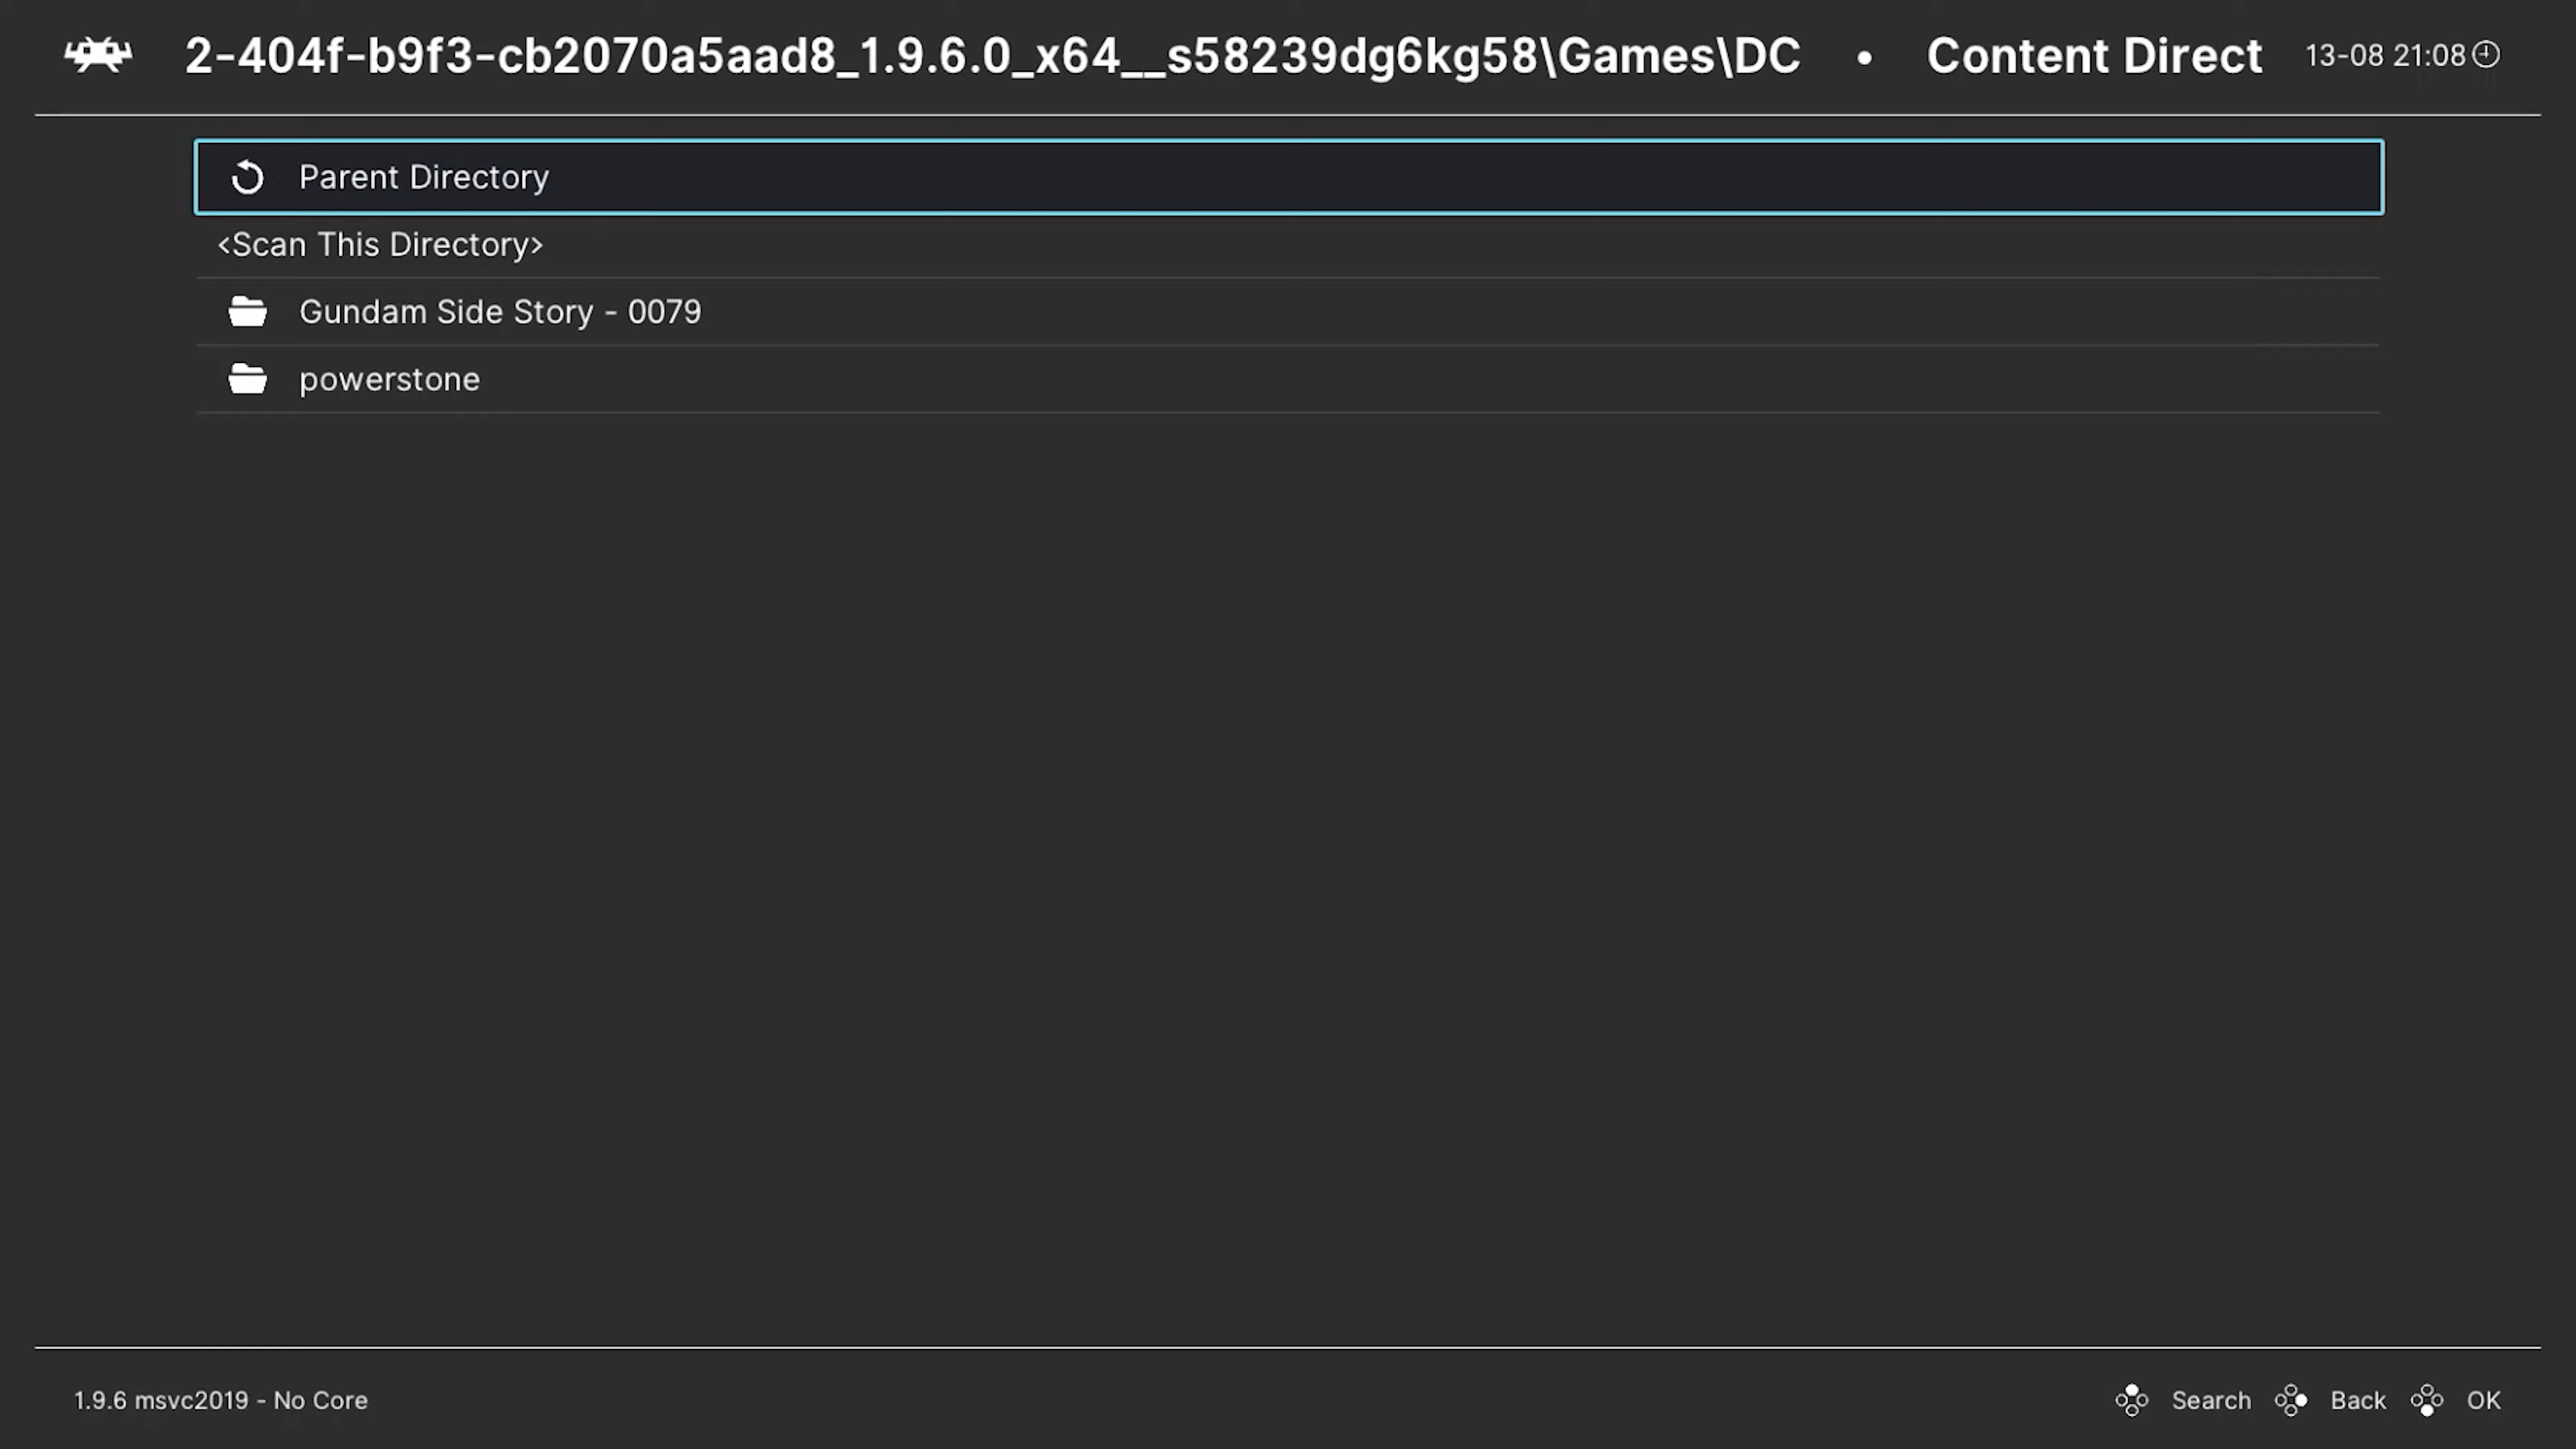 2-404f-b9f3-cb2070a5aad8_1.9.6.0_x64__s58239dg6kg58\Games\DC • Content Direct 13-08 21:08
Parent Directory
<Scan This Directory>
Gundam Side Story - 0079
powerstone
1.9.6 msvc2019 - No Core Search Back OK